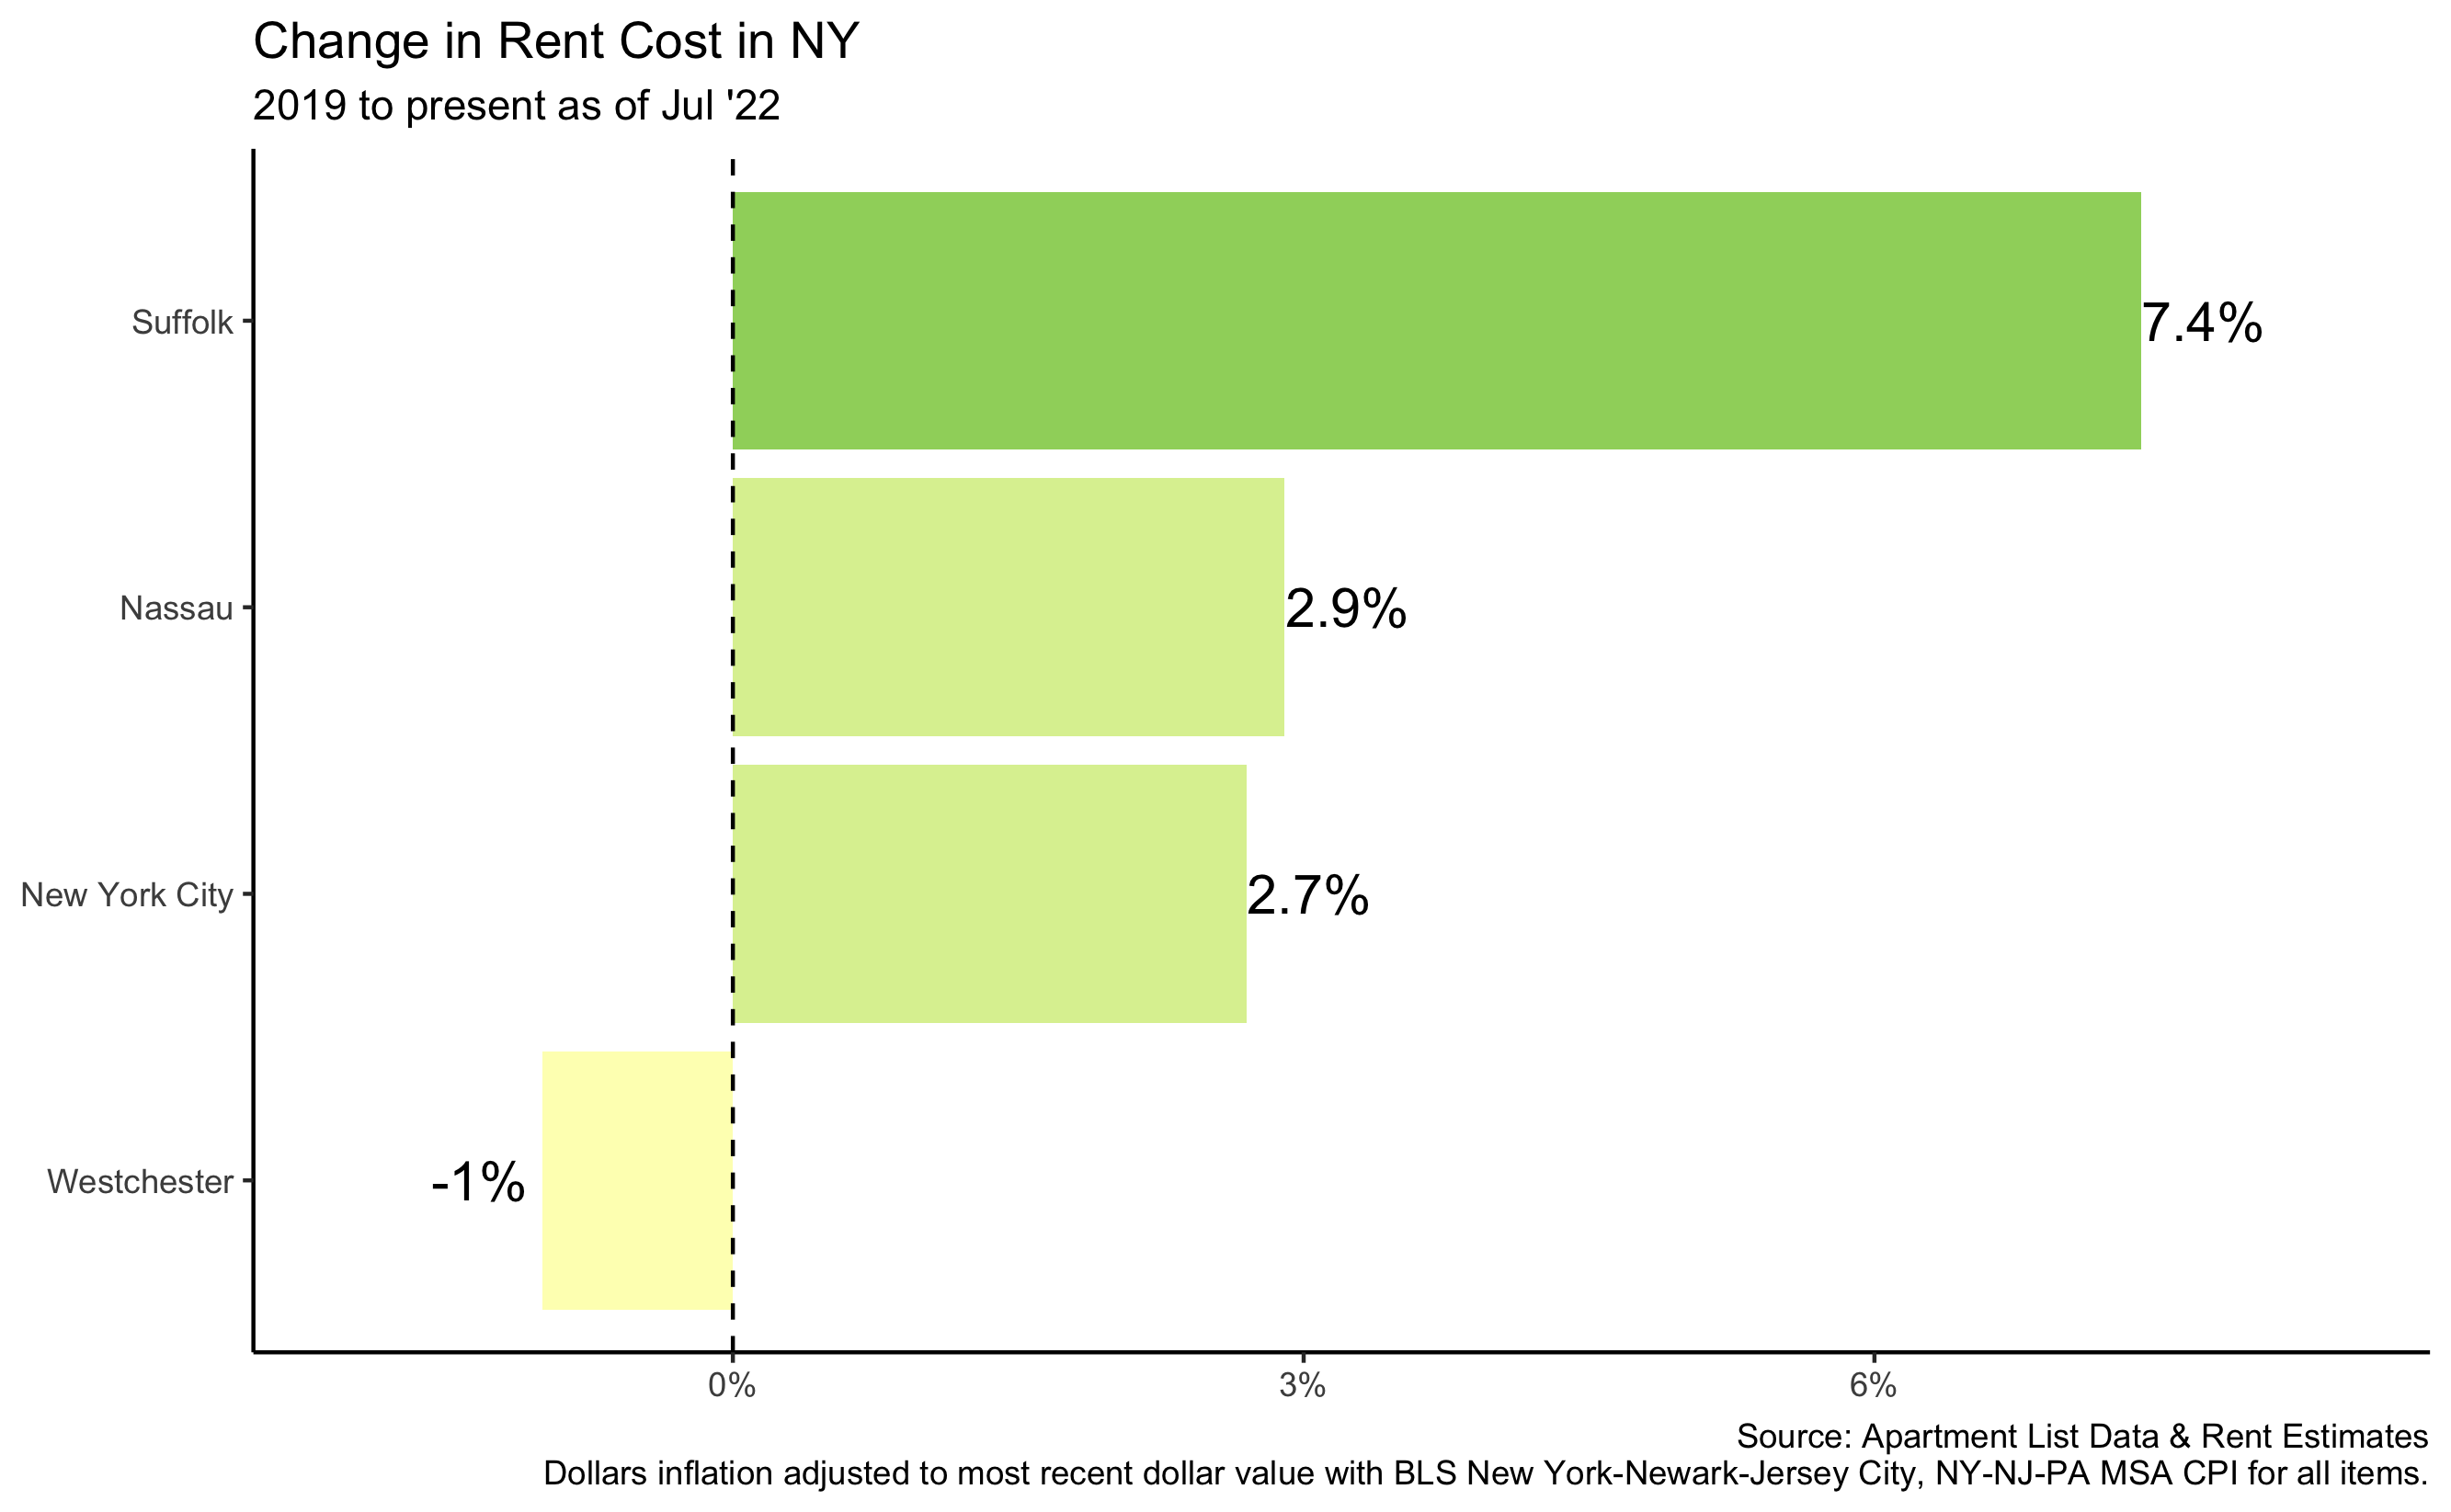 Change in Rent Cost in NY
2019 to present as of Jul '22
Suffolk
7.4%
Nassau
2.9%
New York City
2.7%
Westchester
-1%
0%
3%
6%
Source: Apartment List Data & Rent Estimates
Dollars inflation adjusted to most recent dollar value with BLS New York-Newark-Jersey City, NY-NJ-PA MSA CPI for all items.